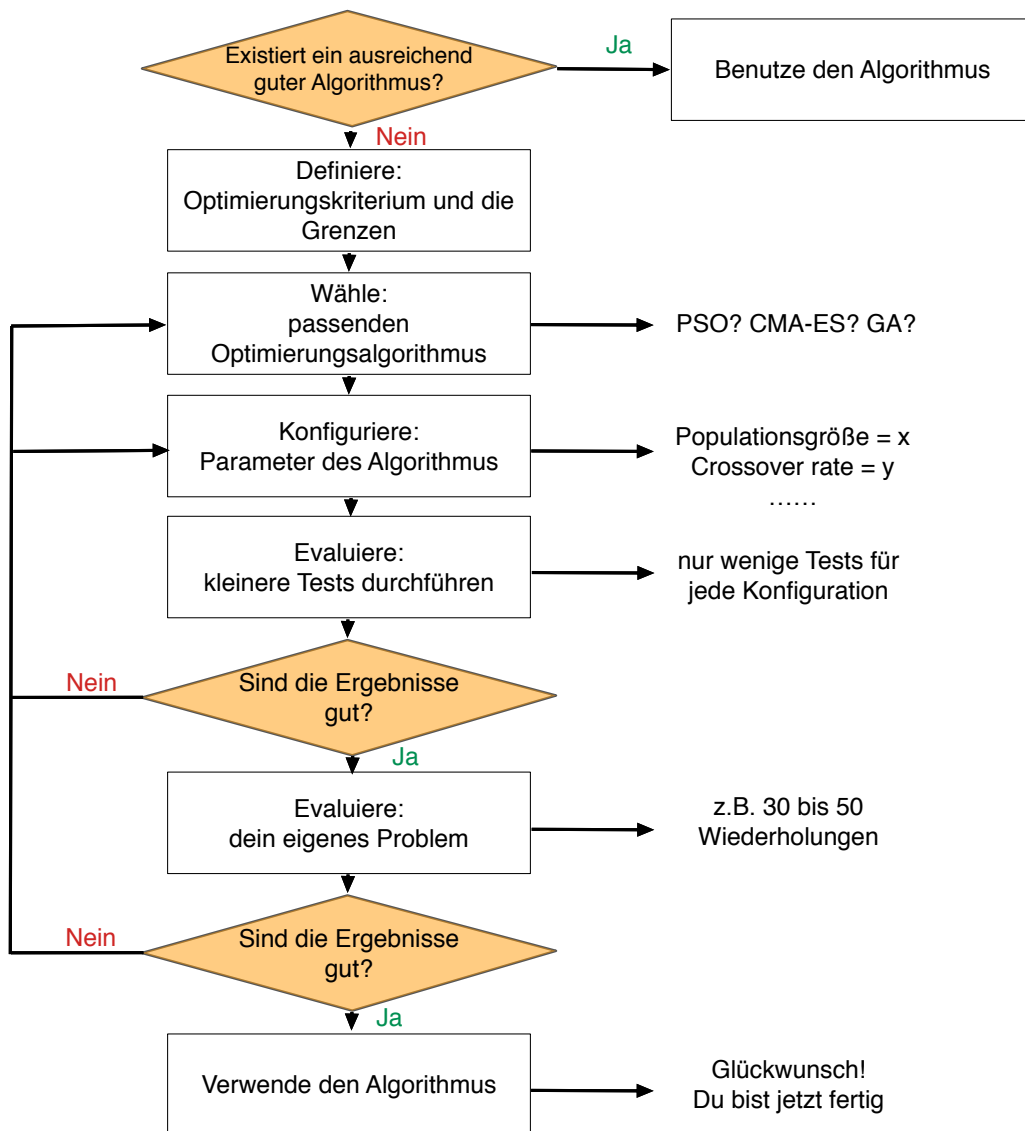 Existiert ein ausreichend
guter Algorithmus?
Ja
Benutze den Algorithmus
Nein
Definiere:
Optimierungskriterium und die
Grenzen
Wähle:
passenden
Optimierungsalgorithmus
PSO? CMA-ES? GA?
Konfiguriere:
Parameter des Algorithmus
Populationsgröße = x
Crossover rate = y
......
Evaluiere:
kleinere Tests durchführen
nur wenige Tests für
jede Konfiguration
Nein
Sind die Ergebnisse
gut?
Ja
Evaluiere:
dein eigenes Problem
z.B. 30 bis 50
Wiederholungen
Nein
Sind die Ergebnisse
gut?
Ja
Verwende den Algorithmus
Glückwunsch!
Du bist jetzt fertig